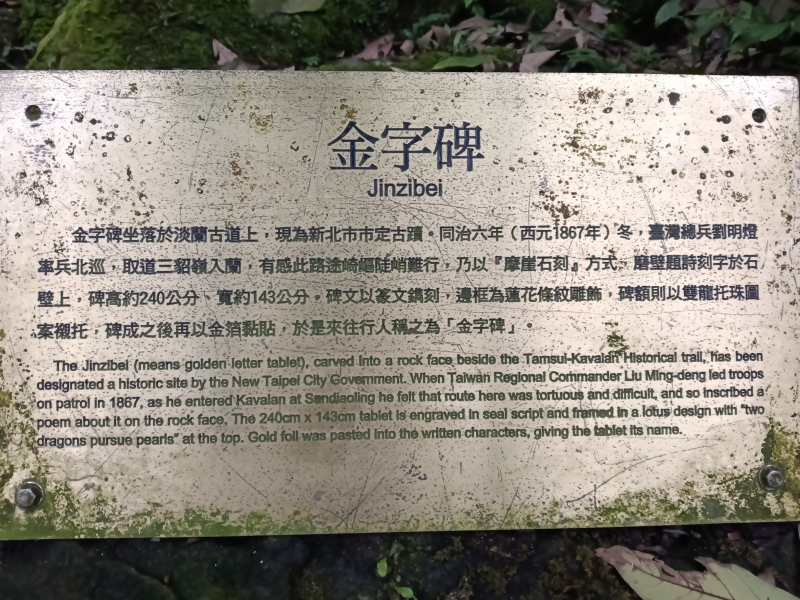 金字碑
Jinzibei
金字碑坐落於淡蘭古道上，現為新北市市定古蹟。同治六年（西元1867年）冬，臺灣總兵劉明燈
率兵北巡，取道三貂嶺入蘭，有感此路途崎嶇陡峭難行，乃以『摩崖石刻』方式，磨壁題詩刻字於石
壁上，碑高約240公分、寬約143公分。碑文以篆文鐫刻，邊框為蓮花條紋雕飾，碑額則以雙龍托珠圖
案襯托，碑成之後再以金箔黏貼，於是來往行人稱之為「金字碑」。
The Jinzibei (means golden letter tablet), carved into a rock face beside the Tamsui-Kavalan Historical trail, has been
designated a historic site by the New Taipei City Government. When Taiwan Regional Commander Liu Ming-deng led troops
on patrol in 1867, as he entered Kavalan at Sandiaoling he felt that route here was tortuous and difficult, and so inscribed a
poem about it on the rock face. The 240cm x 143cm tablet is engraved in seal script and framed in a lotus design with "two
dragons pursue pearls" at the top. Gold foil was pasted into the written characters, giving the tablet its name.